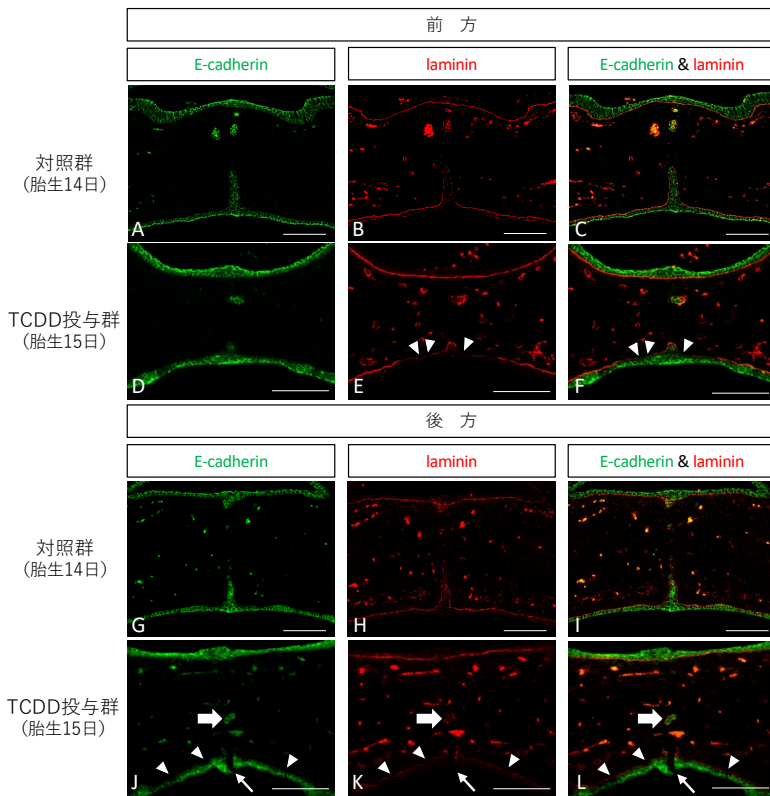 前 方
E-cadherin
laminin
E-cadherin & laminin
対照群
(胎生14日)
A
B
C
TCDD投与群
(胎生15日)
D
E
F
後 方
E-cadherin
laminin
E-cadherin & laminin
対照群
(胎生14日)
G
H
I
TCDD投与群
(胎生15日)
J
K
L